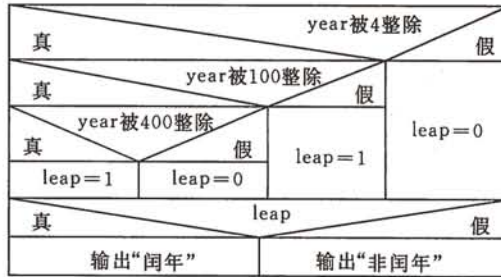 year被4整除
真 假
year被100整除
真 假
year被400整除
真 假
leap=1 leap=0 leap=1 leap=0
leap
真 假
输出“闰年” 输出“非闰年”